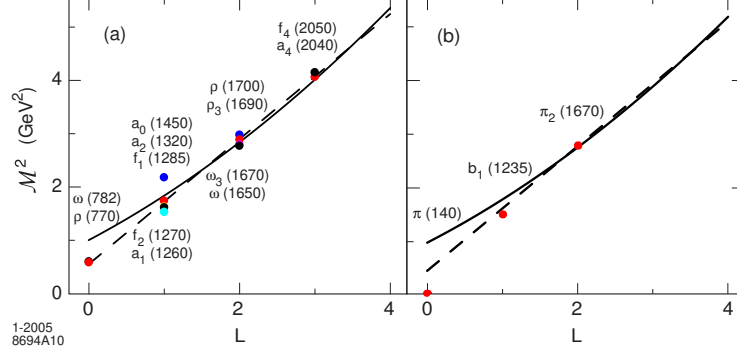 (a)
f4 (2050)
a4 (2040)
ρ (1700)
ρ3 (1690)
a0 (1450)
a2 (1320)
f1 (1285)
ω3 (1670)
ω (1650)
ω (782)
ρ (770)
f2 (1270)
a1 (1260)
ℳ² (GeV²)
4
2
0
0
2
4
L
(b)
π2 (1670)
b1 (1235)
π (140)
0
2
4
L
1-2005
8694A10